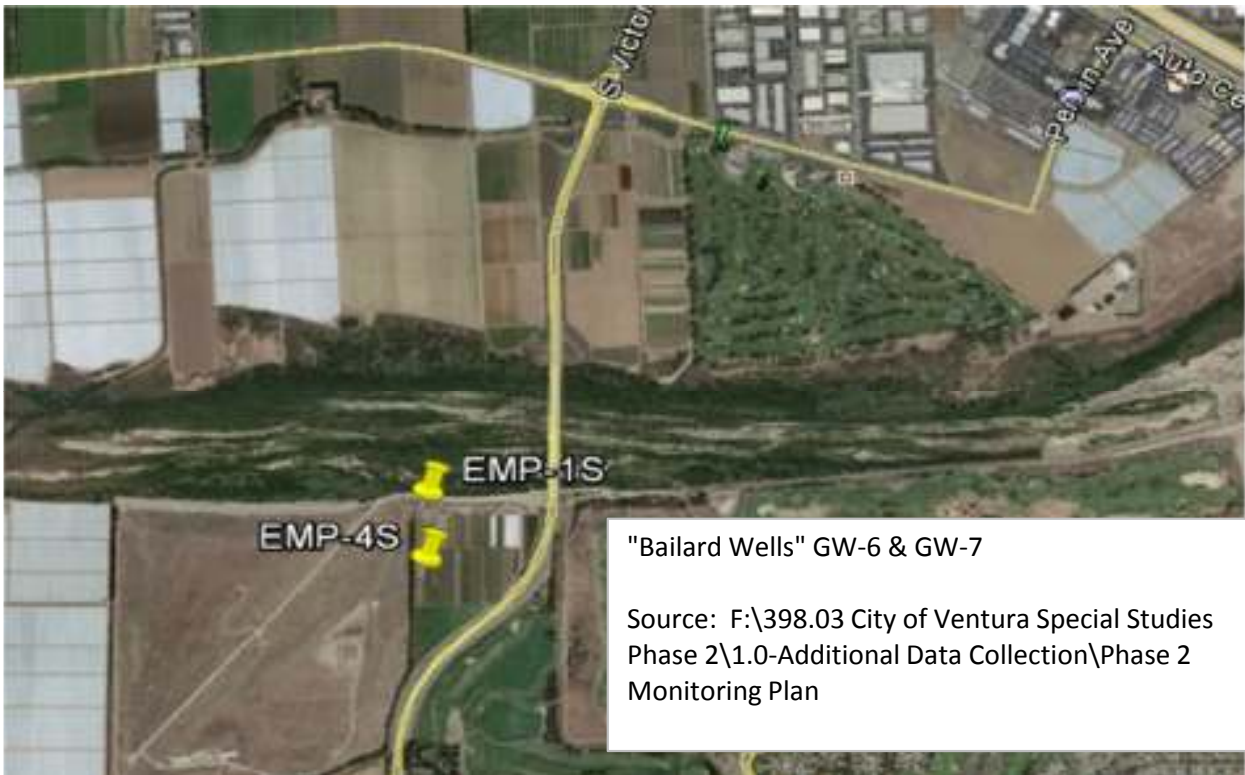 S Victor
Auto Ce
EMP-1S
EMP-4S
"Bailard Wells" GW-6 & GW-7
Source: F:\398.03 City of Ventura Special Studies
Phase 2\1.0-Additional Data Collection\Phase 2
Monitoring Plan